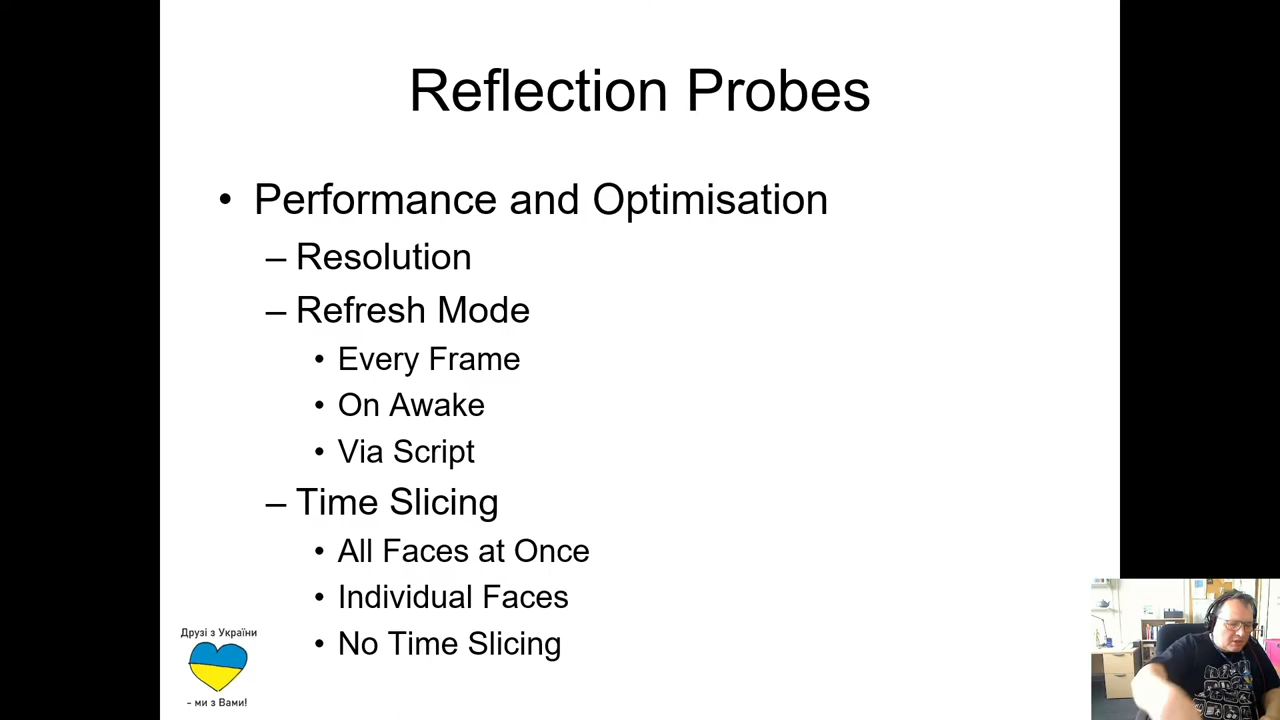 Reflection Probes
• Performance and Optimisation
– Resolution
– Refresh Mode
• Every Frame
• On Awake
• Via Script
– Time Slicing
• All Faces at Once
• Individual Faces
• No Time Slicing
Друзі з України
- ми з Вами!